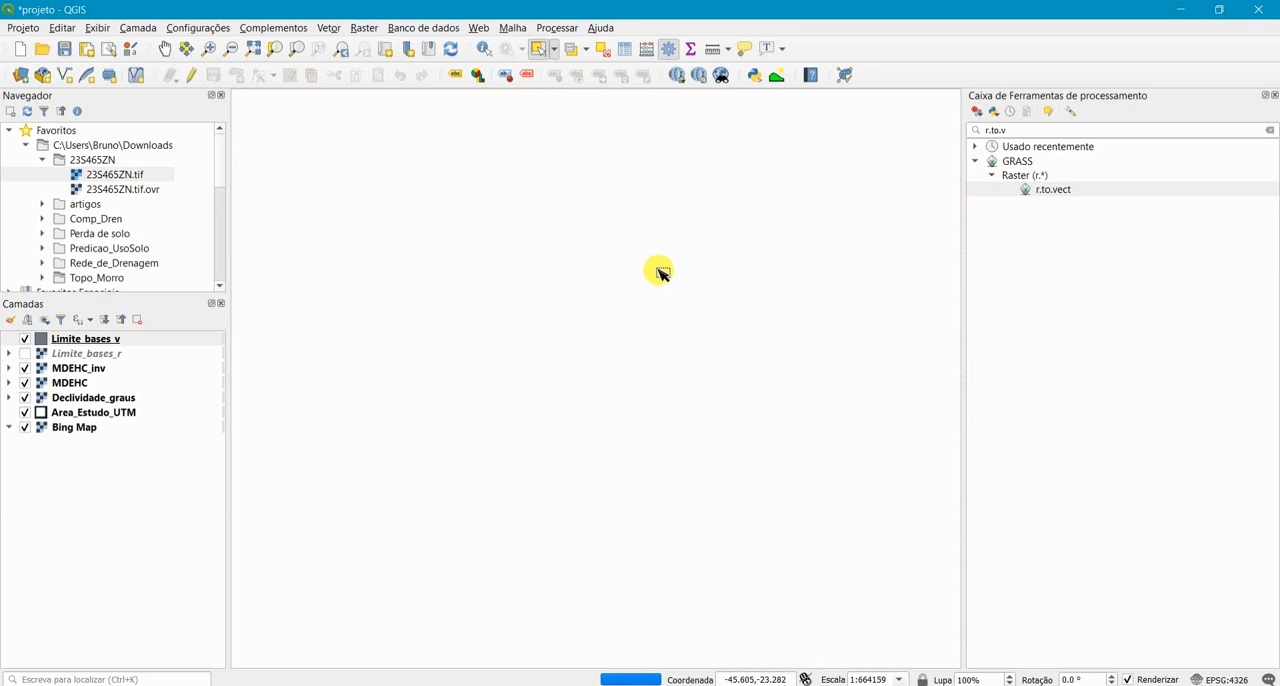 *projeto - QGIS
Projeto Editar Exibir Camada Configurações Complementos Vetor Raster Banco de dados Web Malha Processar Ajuda
Navegador
Favoritos
C:\Users\Bruno\Downloads
23S465ZN
23S465ZN.tif
23S465ZN.tif.ovr
artigos
Comp_Dren
Perda de solo
Predicao_UsoSolo
Rede_de_Drenagem
Topo_Morro
Camadas
Limite_bases_v
Limite_bases_r
MDEHC_inv
MDEHC
Declividade_graus
Area_Estudo_UTM
Bing Map
Caixa de Ferramentas de processamento
r.to.v
Usado recentemente
GRASS
Raster (r.*)
r.to.vect
Escreva para localizar (Ctrl+K)
Coordenada -45.605,-23.282 Escala 1:664159 Lupa 100% Rotação 0.0 ° Renderizar EPSG:4326